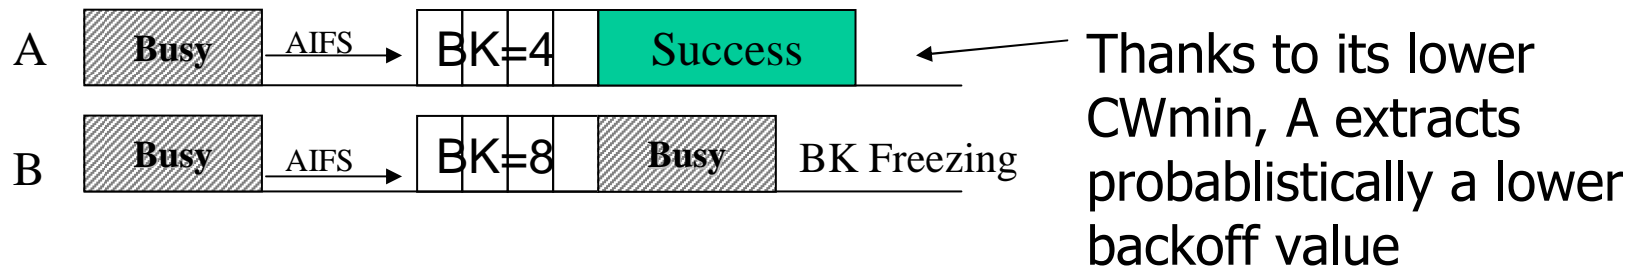 A Busy AIFS BK=4 Success
B Busy AIFS BK=8 Busy BK Freezing
Thanks to its lower
CWmin, A extracts
probablistically a lower
backoff value